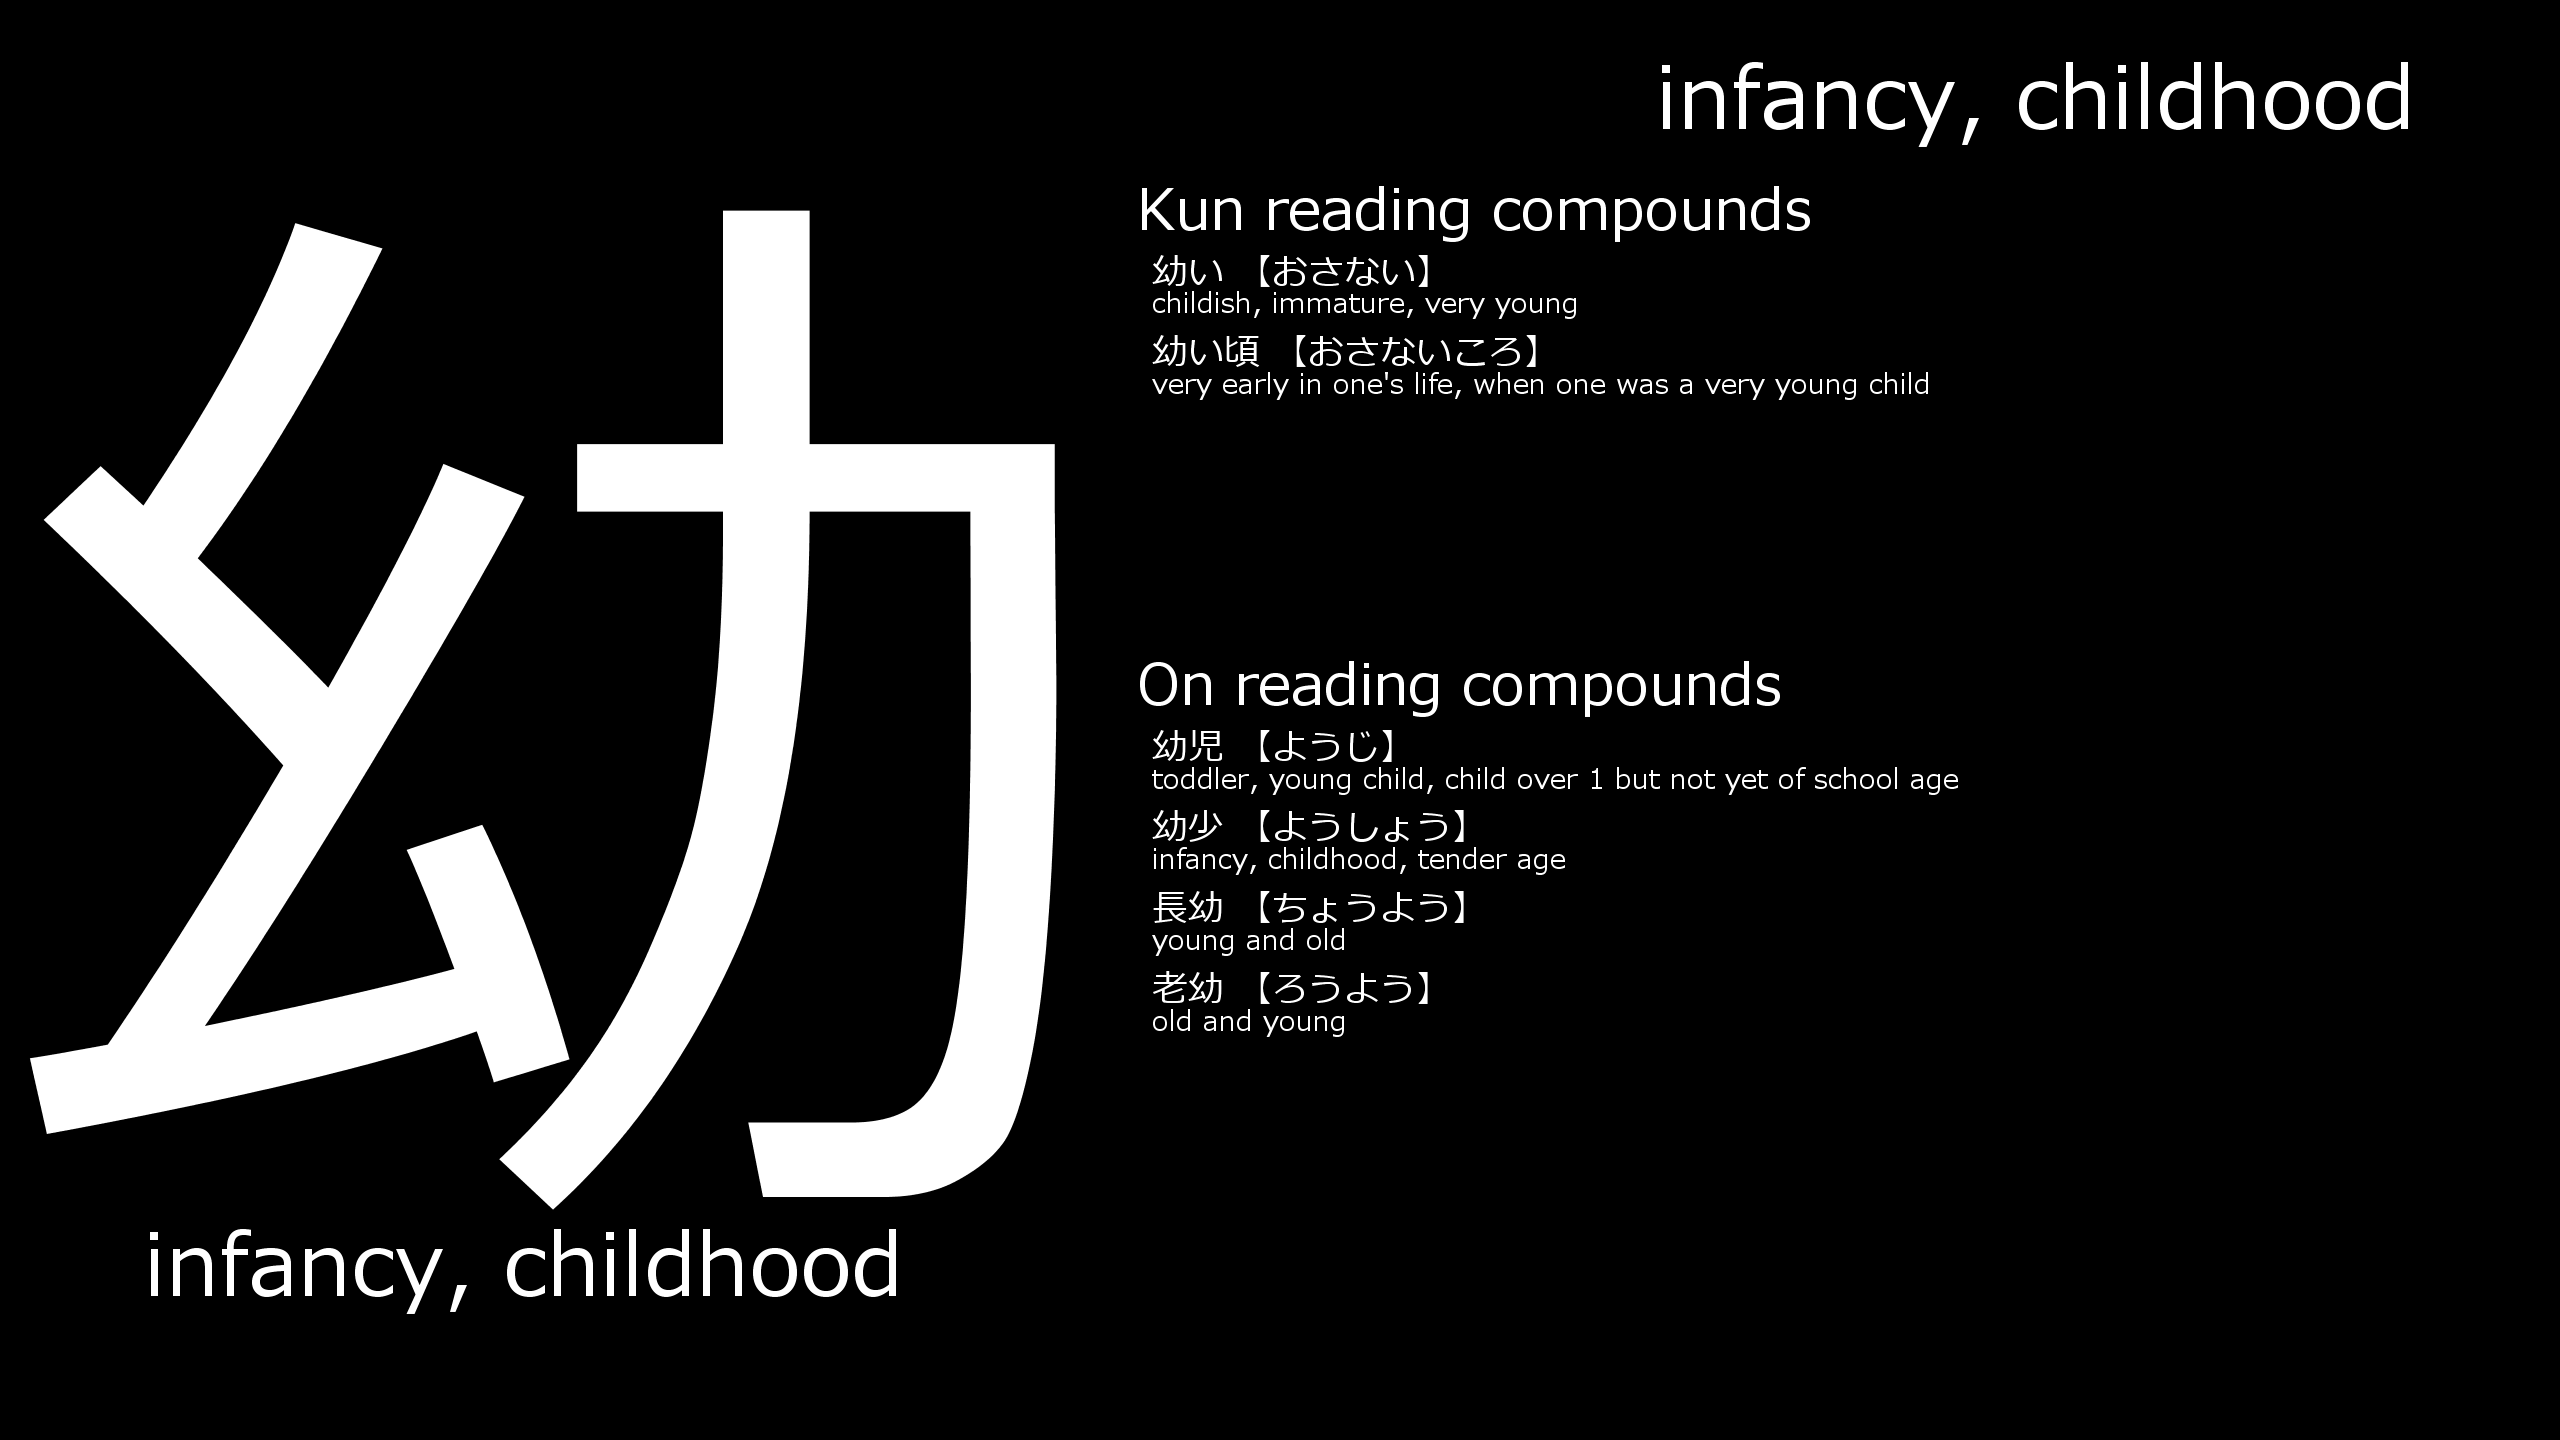 infancy, childhood
幼
infancy, childhood
Kun reading compounds
幼い 【おさない】
childish, immature, very young
幼い頃 【おさないころ】
very early in one's life, when one was a very young child
On reading compounds
幼児 【ようじ】
toddler, young child, child over 1 but not yet of school age
幼少 【ようしょう】
infancy, childhood, tender age
長幼 【ちょうよう】
young and old
老幼 【ろうよう】
old and young